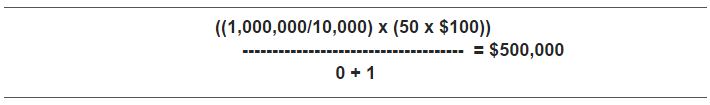 ((1,000,000/10,000) x (50 x $100))
------------------------------------- = $500,000
0 + 1